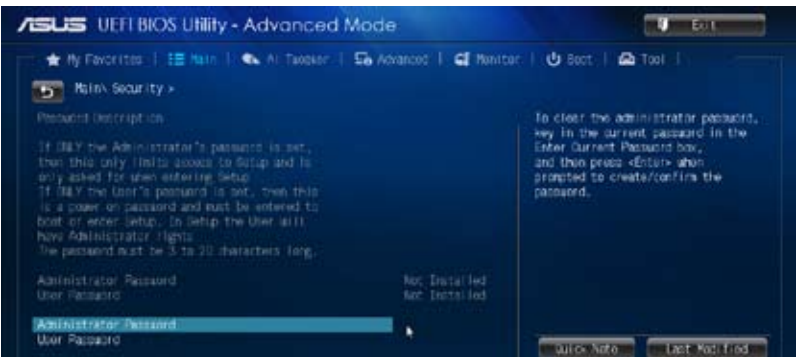 ASUS UEFI BIOS Utility - Advanced Mode
Exit
My Favorites | Main | Ai Tweaker | Advanced | Monitor | Boot | Tool |
Main\ Security >
Password Description
If ONLY the Administrator's password is set,
then this only limits access to Setup and is
only asked for when entering Setup
If ONLY the User's password is set, then this
is a power on password and must be entered to
boot or enter Setup. In Setup the User will
have Administrator rights
The password must be 3 to 20 characters long.
Administrator Password Not Installed
User Password Not Installed
Administrator Password
User Password
To clear the administrator password,
key in the current password in the
Enter Current Password box,
and then press <Enter> when
prompted to create/confirm the
password.
Quick Note
Last Modified